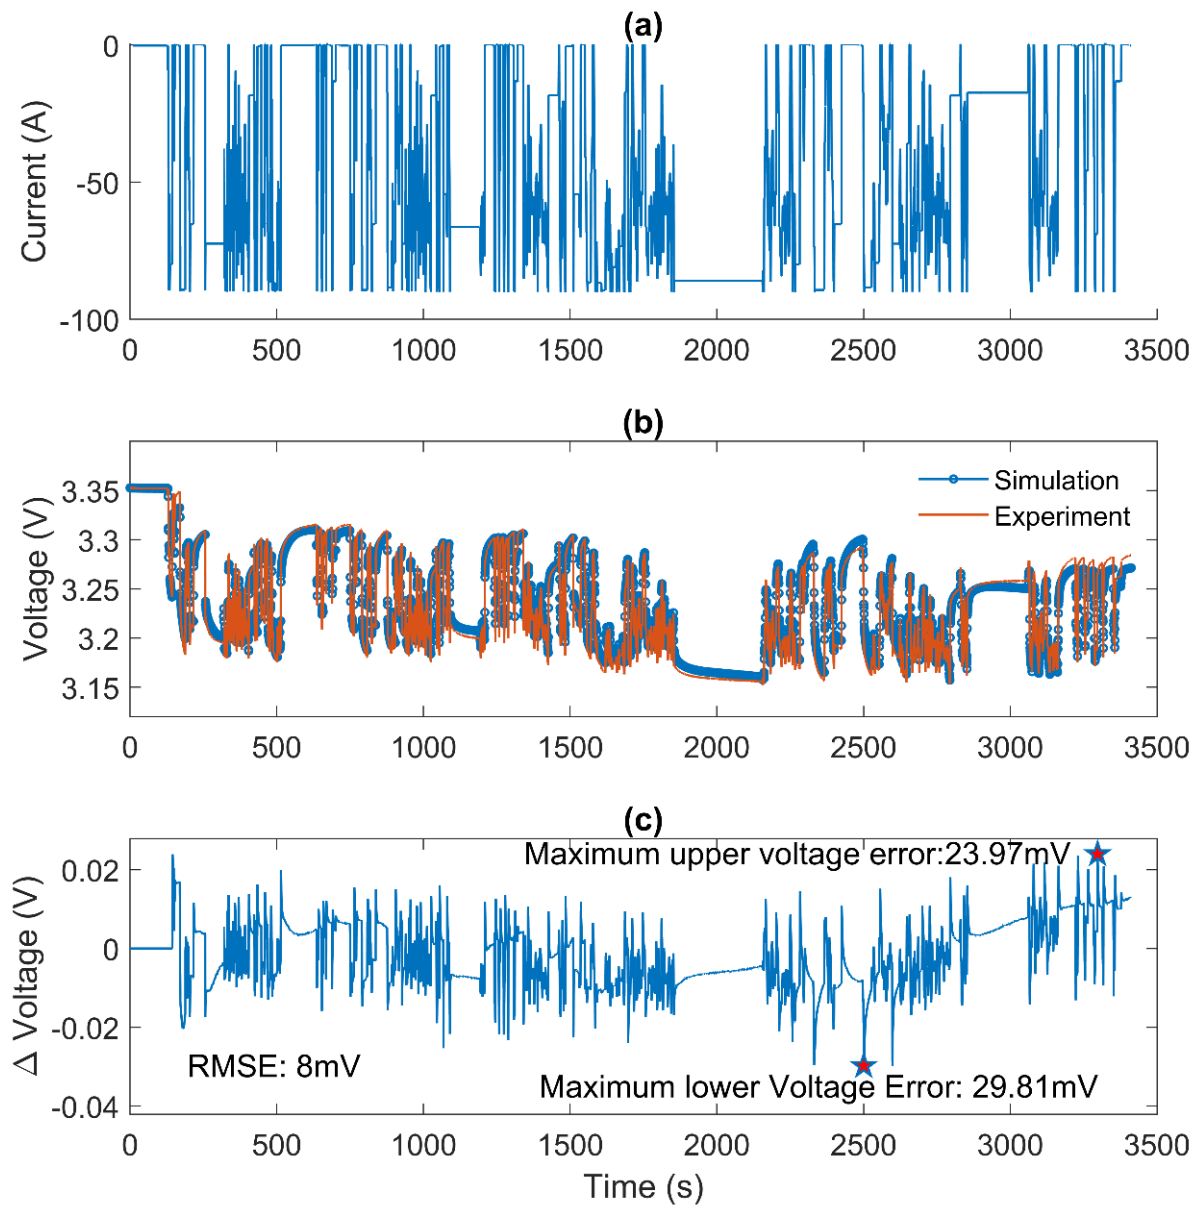 (a)
Current (A)
0
-50
-100
0 500 1000 1500 2000 2500 3000 3500
(b)
Voltage (V)
3.35
3.3
3.25
3.2
3.15
Simulation
Experiment
0 500 1000 1500 2000 2500 3000 3500
(c)
Δ Voltage (V)
0.02
0
-0.02
-0.04
Maximum upper voltage error:23.97mV
RMSE: 8mV
Maximum lower Voltage Error: 29.81mV
0 500 1000 1500 2000 2500 3000 3500
Time (s)